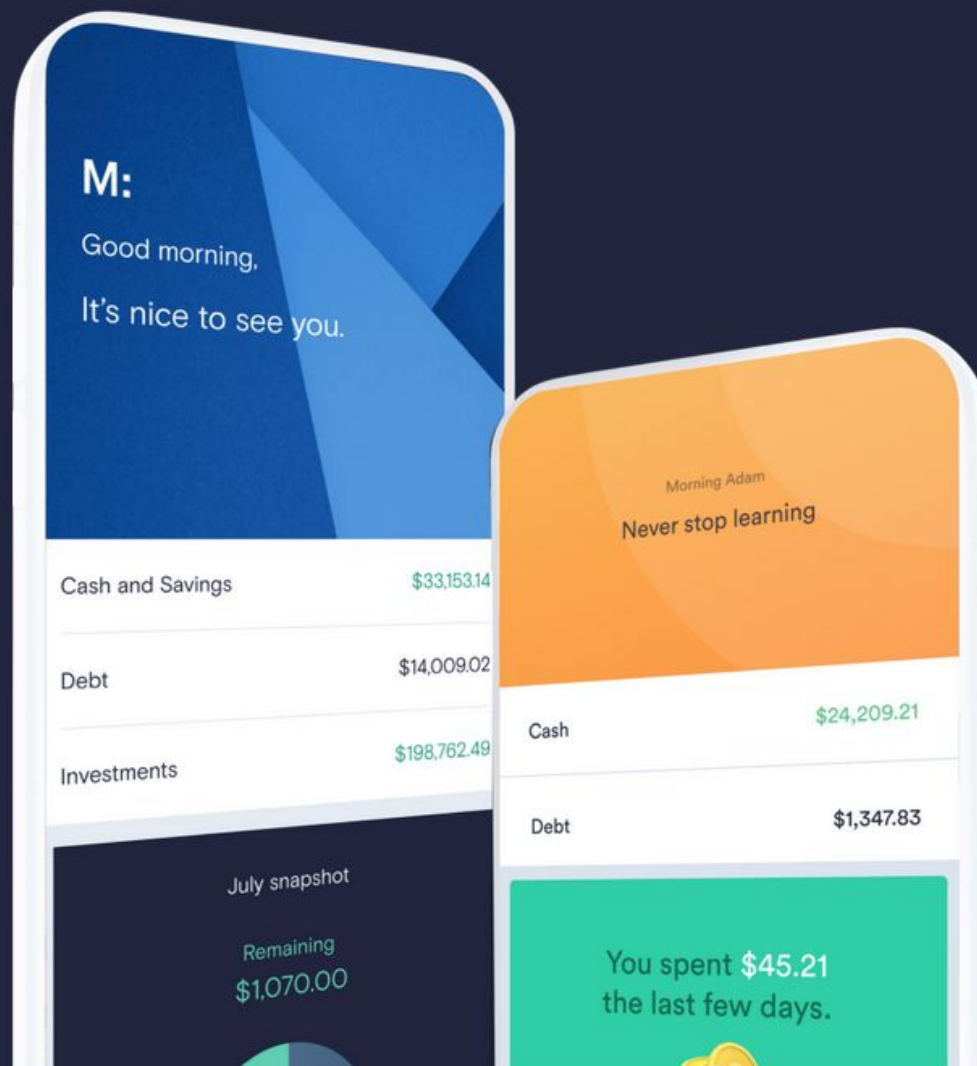 M:
Good morning,
It's nice to see you.
Cash and Savings $33,153.14
Debt $14,009.02
Investments $198,762.49
July snapshot
Remaining
$1,070.00
Morning Adam
Never stop learning
Cash $24,209.21
Debt $1,347.83
You spent $45.21
the last few days.